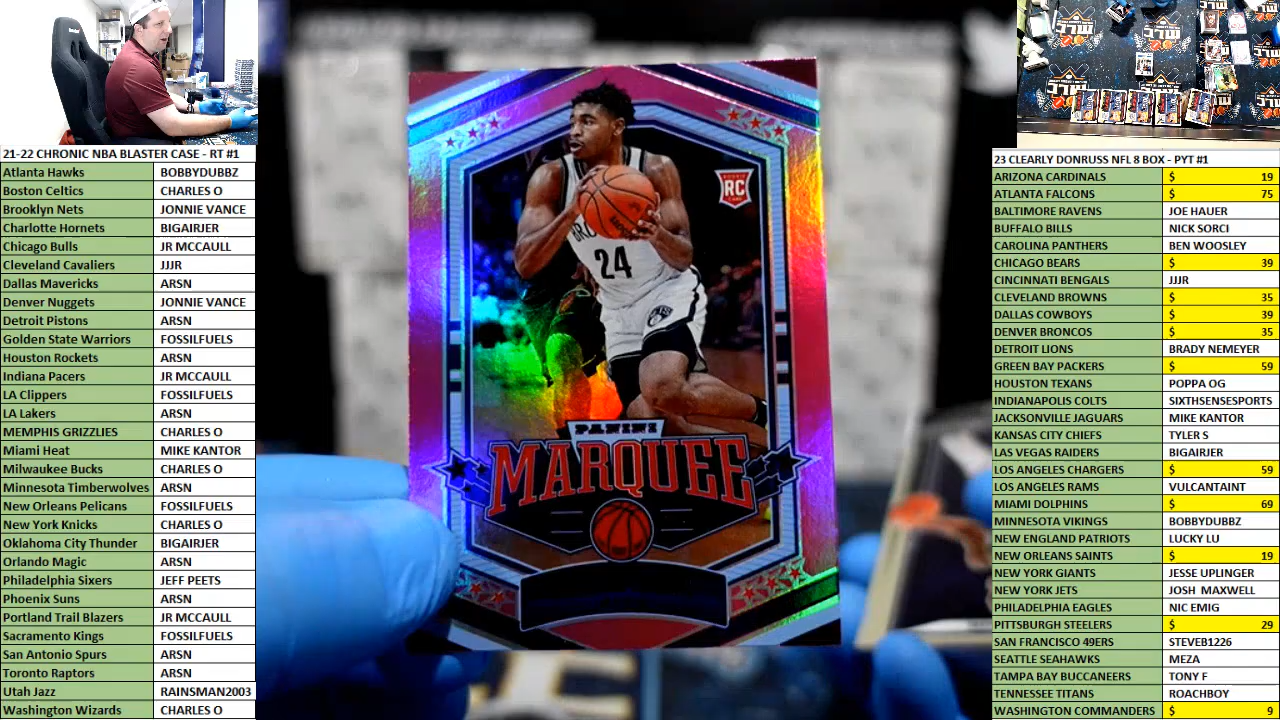 21-22 CHRONIC NBA BLASTER CASE - RT #1
Atlanta Hawks BOBBYDUBBZ
Boston Celtics CHARLES O
Brooklyn Nets JONNIE VANCE
Charlotte Hornets BIGAIRJER
Chicago Bulls JR MCCAULL
Cleveland Cavaliers JJJR
Dallas Mavericks ARSN
Denver Nuggets JONNIE VANCE
Detroit Pistons ARSN
Golden State Warriors FOSSILFUELS
Houston Rockets ARSN
Indiana Pacers JR MCCAULL
LA Clippers FOSSILFUELS
LA Lakers ARSN
MEMPHIS GRIZZLIES CHARLES O
Miami Heat MIKE KANTOR
Milwaukee Bucks CHARLES O
Minnesota Timberwolves ARSN
New Orleans Pelicans FOSSILFUELS
New York Knicks CHARLES O
Oklahoma City Thunder BIGAIRJER
Orlando Magic ARSN
Philadelphia Sixers JEFF PEETS
Phoenix Suns ARSN
Portland Trail Blazers JR MCCAULL
Sacramento Kings FOSSILFUELS
San Antonio Spurs ARSN
Toronto Raptors ARSN
Utah Jazz RAINSMAN2003
Washington Wizards CHARLES O
RC
24
PANINI
MARQUEE
23 CLEARLY DONRUSS NFL 8 BOX - PYT #1
ARIZONA CARDINALS $ 19
ATLANTA FALCONS $ 75
BALTIMORE RAVENS JOE HAUER
BUFFALO BILLS NICK SORCI
CAROLINA PANTHERS BEN WOOSLEY
CHICAGO BEARS $ 39
CINCINNATI BENGALS JJJR
CLEVELAND BROWNS $ 35
DALLAS COWBOYS $ 39
DENVER BRONCOS $ 35
DETROIT LIONS BRADY NEMEYER
GREEN BAY PACKERS $ 59
HOUSTON TEXANS POPPA OG
INDIANAPOLIS COLTS SIXTHSENSESPORTS
JACKSONVILLE JAGUARS MIKE KANTOR
KANSAS CITY CHIEFS TYLER S
LAS VEGAS RAIDERS BIGAIRJER
LOS ANGELES CHARGERS $ 59
LOS ANGELES RAMS VULCANTAINT
MIAMI DOLPHINS $ 69
MINNESOTA VIKINGS BOBBYDUBBZ
NEW ENGLAND PATRIOTS LUCKY LU
NEW ORLEANS SAINTS $ 19
NEW YORK GIANTS JESSE UPLINGER
NEW YORK JETS JOSH MAXWELL
PHILADELPHIA EAGLES NIC EMIG
PITTSBURGH STEELERS $ 29
SAN FRANCISCO 49ERS STEVEB1226
SEATTLE SEAHAWKS MEZA
TAMPA BAY BUCCANEERS TONY F
TENNESSEE TITANS ROACHBOY
WASHINGTON COMMANDERS $ 9